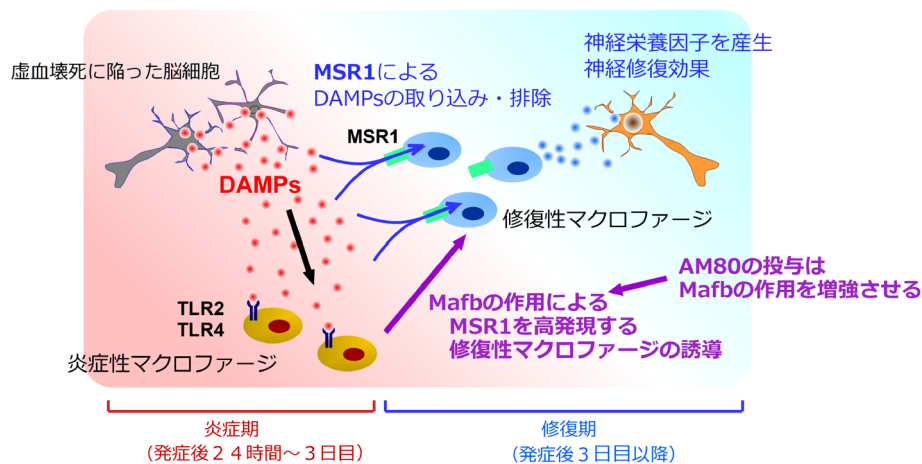 虚血壊死に陥った脳細胞
MSR1による
DAMPsの取り込み・排除
神経栄養因子を産生
神経修復効果
MSR1
DAMPs
修復性マクロファージ
TLR2
TLR4
炎症性マクロファージ
Mafbの作用による
MSR1を高発現する
修復性マクロファージの誘導
AM80の投与は
Mafbの作用を増強させる
炎症期
（発症後２４時間～３日目）
修復期
（発症後３日目以降）